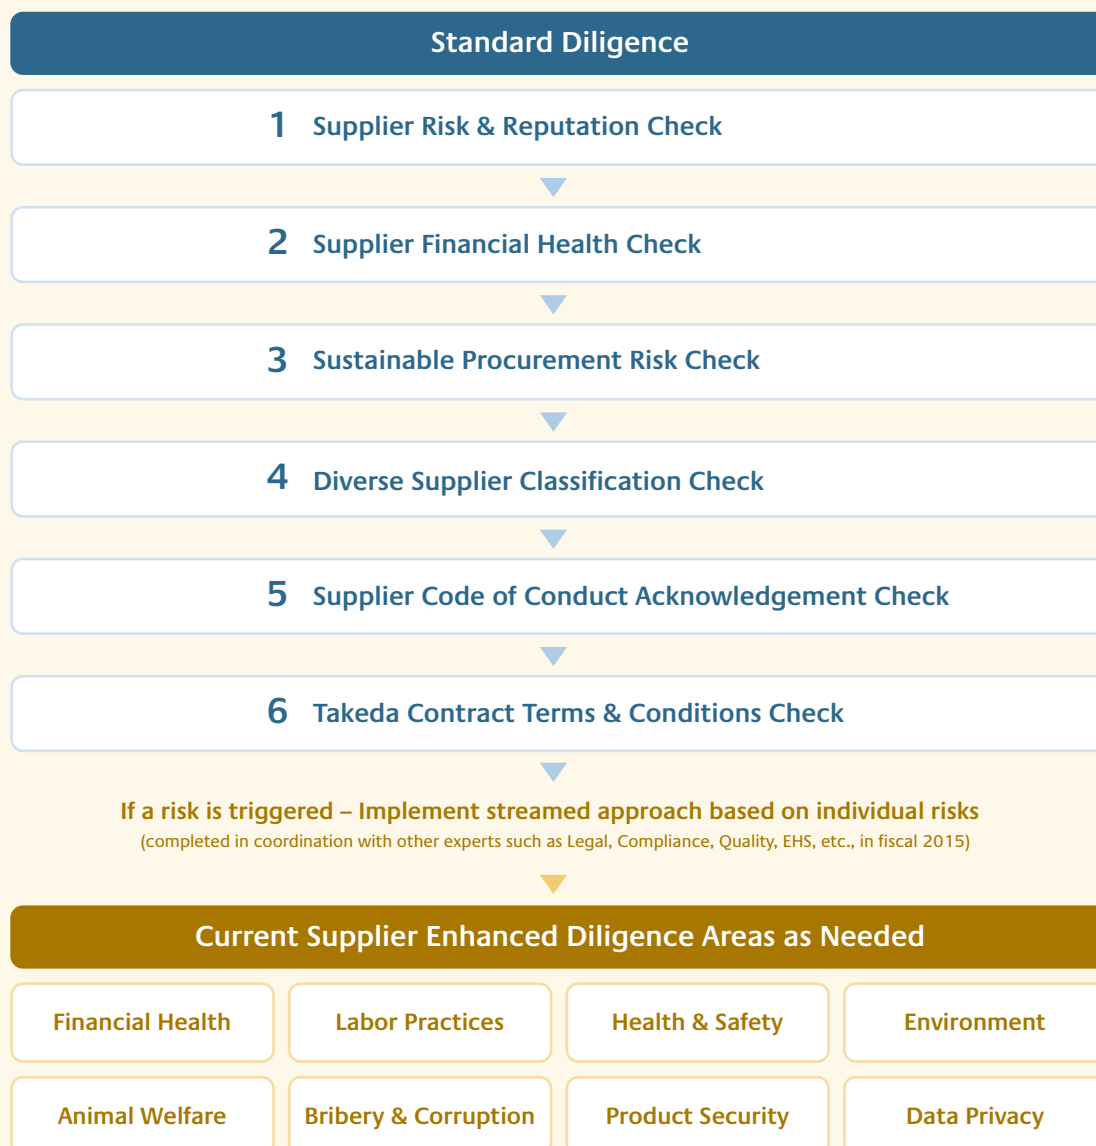 Standard Diligence
1 Supplier Risk & Reputation Check
2 Supplier Financial Health Check
3 Sustainable Procurement Risk Check
4 Diverse Supplier Classification Check
5 Supplier Code of Conduct Acknowledgement Check
6 Takeda Contract Terms & Conditions Check
If a risk is triggered – Implement streamed approach based on individual risks
(completed in coordination with other experts such as Legal, Compliance, Quality, EHS, etc., in fiscal 2015)
Current Supplier Enhanced Diligence Areas as Needed
Financial Health Labor Practices Health & Safety Environment
Animal Welfare Bribery & Corruption Product Security Data Privacy